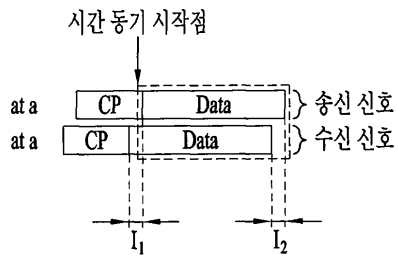 시간 동기 시작점
at a CP Data 송신 신호
at a CP Data 수신 신호
I₁ I₂